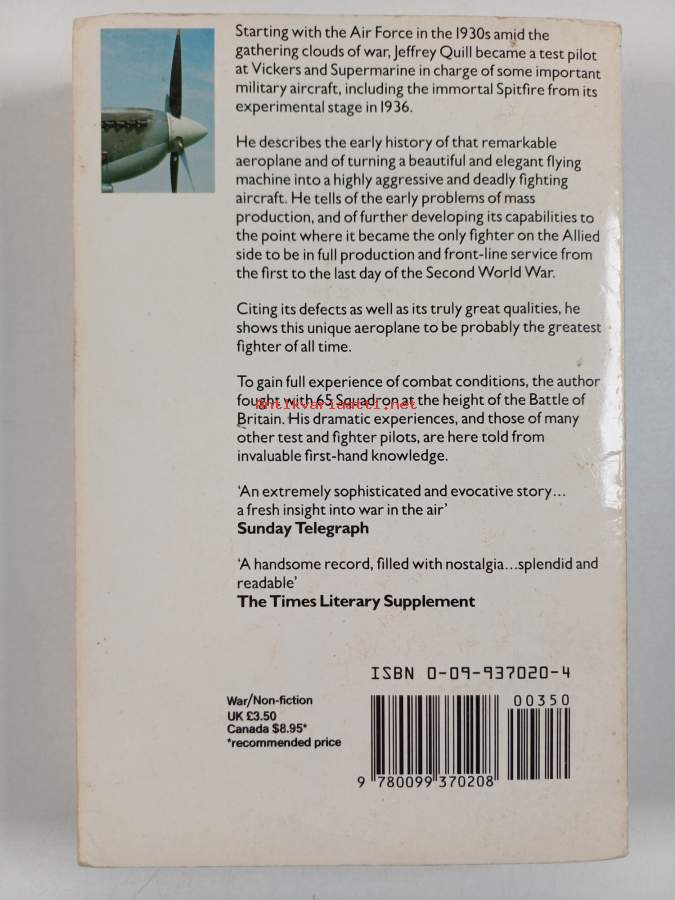 Starting with the Air Force in the 1930s amid the
gathering clouds of war, Jeffrey Quill became a test pilot
at Vickers and Supermarine in charge of some important
military aircraft, including the immortal Spitfire from its
experimental stage in 1936.
He describes the early history of that remarkable
aeroplane and of turning a beautiful and elegant flying
machine into a highly aggressive and deadly fighting
aircraft. He tells of the early problems of mass
production, and of further developing its capabilities to
the point where it became the only fighter on the Allied
side to be in full production and front-line service from
the first to the last day of the Second World War.
Citing its defects as well as its truly great qualities, he
shows this unique aeroplane to be probably the greatest
fighter of all time.
To gain full experience of combat conditions, the author
fought with 65 Squadron at the height of the Battle of
antikvariaatti.net
Britain. His dramatic experiences, and those of many
other test and fighter pilots, are here told from
invaluable first-hand knowledge.
‘An extremely sophisticated and evocative story...
a fresh insight into war in the air’
Sunday Telegraph
‘A handsome record, filled with nostalgia...splendid and
readable’
The Times Literary Supplement
ISBN 0-09-937020-4
War/Non-fiction
UK £3.50
Canada $8.95*
*recommended price
00350
9 780099 370208